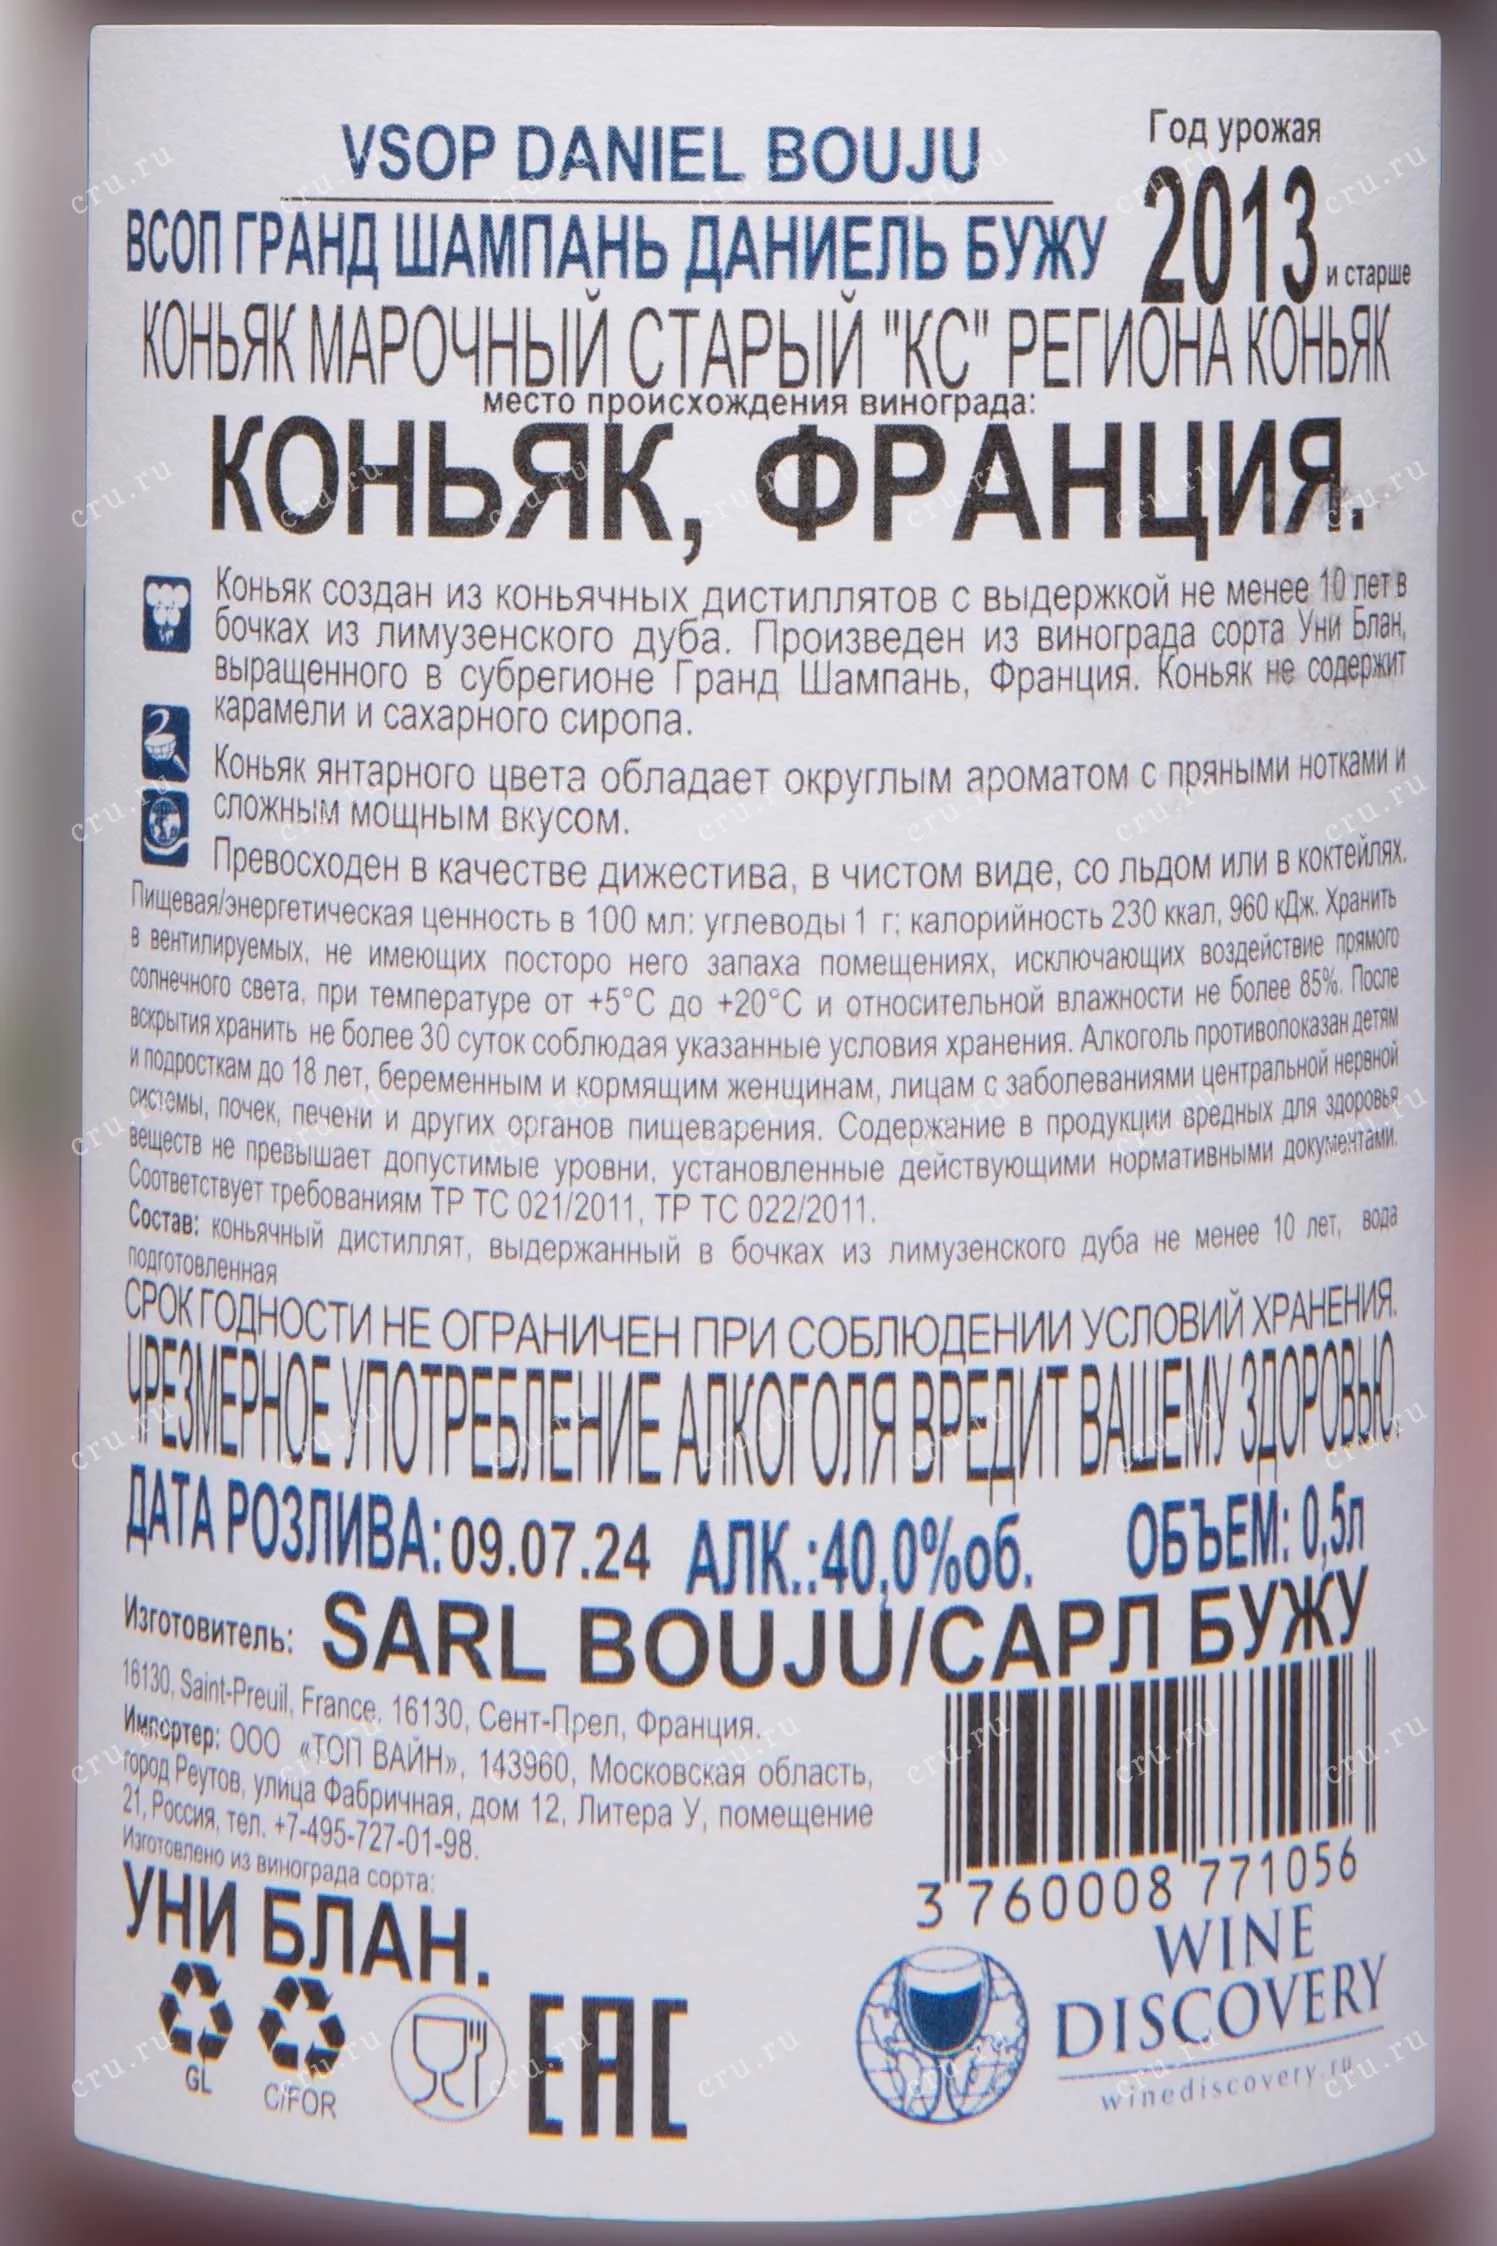 VSOP DANIEL BOUJU
Год урожая
2013 и старше
ВСОП ГРАНД ШАМПАНЬ ДАНИЕЛЬ БУЖУ
КОНЬЯК МАРОЧНЫЙ СТАРЫЙ "КС" РЕГИОНА КОНЬЯК
место происхождения винограда:
КОНЬЯК, ФРАНЦИЯ.
Коньяк создан из коньячных дистиллятов с выдержкой не менее 10 лет в
бочках из лимузенского дуба. Произведен из винограда сорта Уни Блан,
выращенного в субрегионе Гранд Шампань, Франция. Коньяк не содержит
карамели и сахарного сиропа.
Коньяк янтарного цвета обладает округлым ароматом с пряными нотками и
сложным мощным вкусом.
Превосходен в качестве дижестива, в чистом виде, со льдом или в коктейлях.
Пищевая/энергетическая ценность в 100 мл: углеводы 1 г; калорийность 230 ккал, 960 кДж. Хранить
в вентилируемых, не имеющих посторо него запаха помещениях, исключающих воздействие прямого
солнечного света, при температуре от +5°C до +20°C и относительной влажности не более 85%. После
вскрытия хранить не более 30 суток соблюдая указанные условия хранения. Алкоголь противопоказан детям
и подросткам до 18 лет, беременным и кормящим женщинам, лицам с заболеваниями центральной нервной
системы, почек, печени и других органов пищеварения. Содержание в продукции вредных для здоровья
веществ не превышает допустимые уровни, установленные действующими нормативными документами.
Соответствует требованиям ТР ТС 021/2011, ТР ТС 022/2011.
Состав: коньячный дистиллят, выдержанный в бочках из лимузенского дуба не менее 10 лет, вода
подготовленная
СРОК ГОДНОСТИ НЕ ОГРАНИЧЕН ПРИ СОБЛЮДЕНИИ УСЛОВИЙ ХРАНЕНИЯ.
ЧРЕЗМЕРНОЕ УПОТРЕБЛЕНИЕ АЛКОГОЛЯ ВРЕДИТ ВАШЕМУ ЗДОРОВЬЮ.
ДАТА РОЗЛИВА: 09.07.24 АЛК.:40,0%об. ОБЪЕМ: 0,5л
Изготовитель: SARL BOUJU/САРЛ БУЖУ
16130, Saint-Preuil, France, 16130, Сент-Прел, Франция.
Импортер: ООО «ТОП ВАЙН», 143960, Московская область,
город Реутов, улица Фабричная, дом 12, Литера У, помещение
21, Россия, тел. +7-495-727-01-98.
Изготовлено из винограда сорта:
УНИ БЛАН.
3 760008 771056
GL
C/FOR
EAC
WINE
DISCOVERY
winediscovery.ru
cru.ru